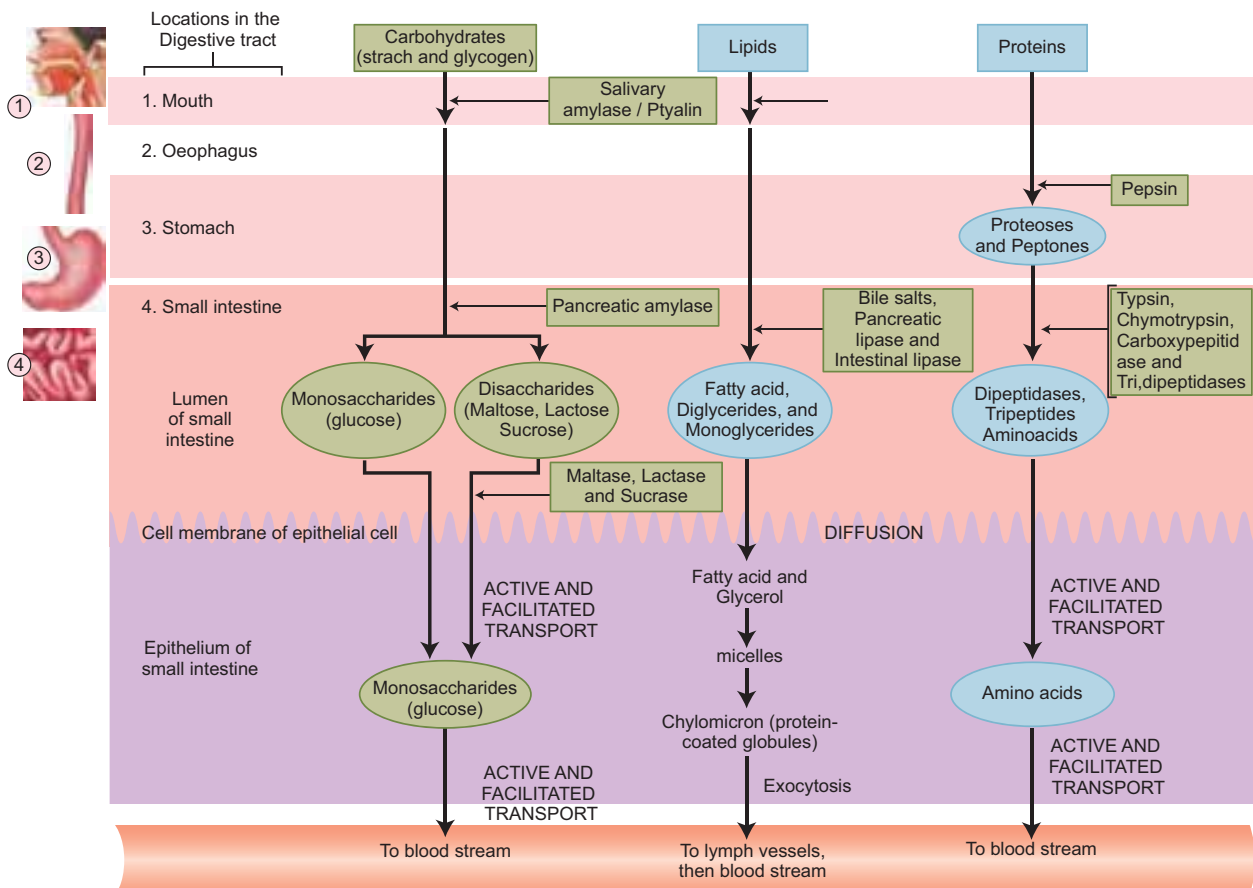 Locations in the
Digestive tract
Carbohydrates
(strach and glycogen)
Lipids
Proteins
1
1. Mouth
Salivary
amylase / Ptyalin
2
2. Oeophagus
Pepsin
3
3. Stomach
Proteoses
and Peptones
4. Small intestine
Pancreatic amylase
Bile salts,
Pancreatic
lipase and
Intestinal lipase
Typsin,
Chymotrypsin,
Carboxypepitid
ase and
Tri,dipeptidases
4
Lumen
of small
intestine
Monosaccharides
(glucose)
Disaccharides
(Maltose, Lactose
Sucrose)
Fatty acid,
Diglycerides, and
Monoglycerides
Dipeptidases,
Tripeptides
Aminoacids
Maltase, Lactase
and Sucrase
Cell membrane of epithelial cell
DIFFUSION
Fatty acid and
Glycerol
ACTIVE AND
FACILITATED
TRANSPORT
ACTIVE AND
FACILITATED
TRANSPORT
Epithelium of
small intestine
micelles
Monosaccharides
(glucose)
Amino acids
Chylomicron (protein-
coated globules)
ACTIVE AND
FACILITATED
TRANSPORT
Exocytosis
ACTIVE AND
FACILITATED
TRANSPORT
To blood stream
To lymph vessels,
then blood stream
To blood stream